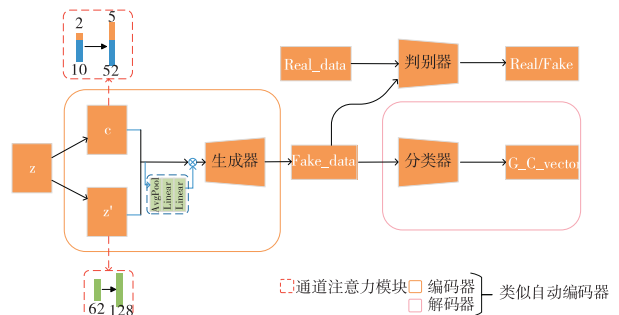 2 5
10 52
Real_data
判别器
Real/Fake
c
z
z'
AvgPool
Linear
Linear
生成器
Fake_data
分类器
G_C_vector
62 128
通道注意力模块
编码器
解码器
类似自动编码器